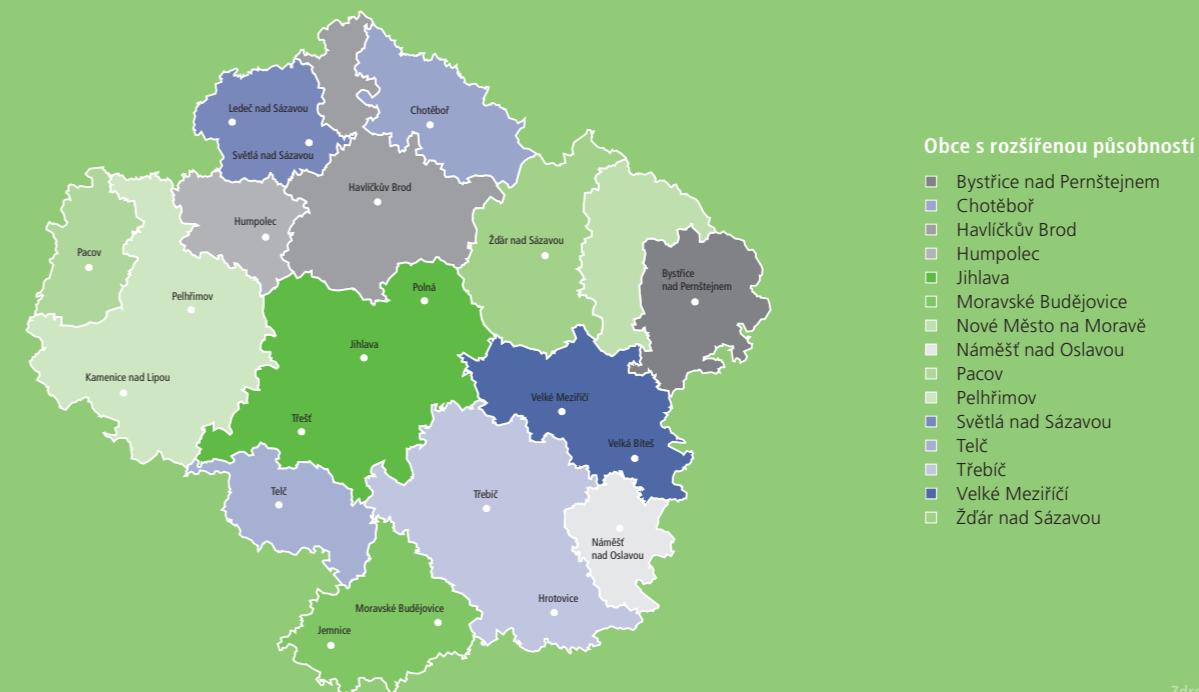 Ledeč nad Sázavou
Chotěboř
Světlá nad Sázavou
Havlíčkův Brod
Humpolec
Žďár nad Sázavou
Pacov
Bystřice
nad Pernštejnem
Polná
Pelhřimov
Jihlava
Kamenice nad Lipou
Velké Meziříčí
Třešť
Velká Bíteš
Telč
Třebíč
Náměšť
nad Oslavou
Hrotovice
Moravské Budějovice
Jemnice
Obce s rozšířenou působností
Bystřice nad Pernštejnem
Chotěboř
Havlíčkův Brod
Humpolec
Jihlava
Moravské Budějovice
Nové Město na Moravě
Náměšť nad Oslavou
Pacov
Pelhřimov
Světlá nad Sázavou
Telč
Třebíč
Velké Meziříčí
Žďár nad Sázavou